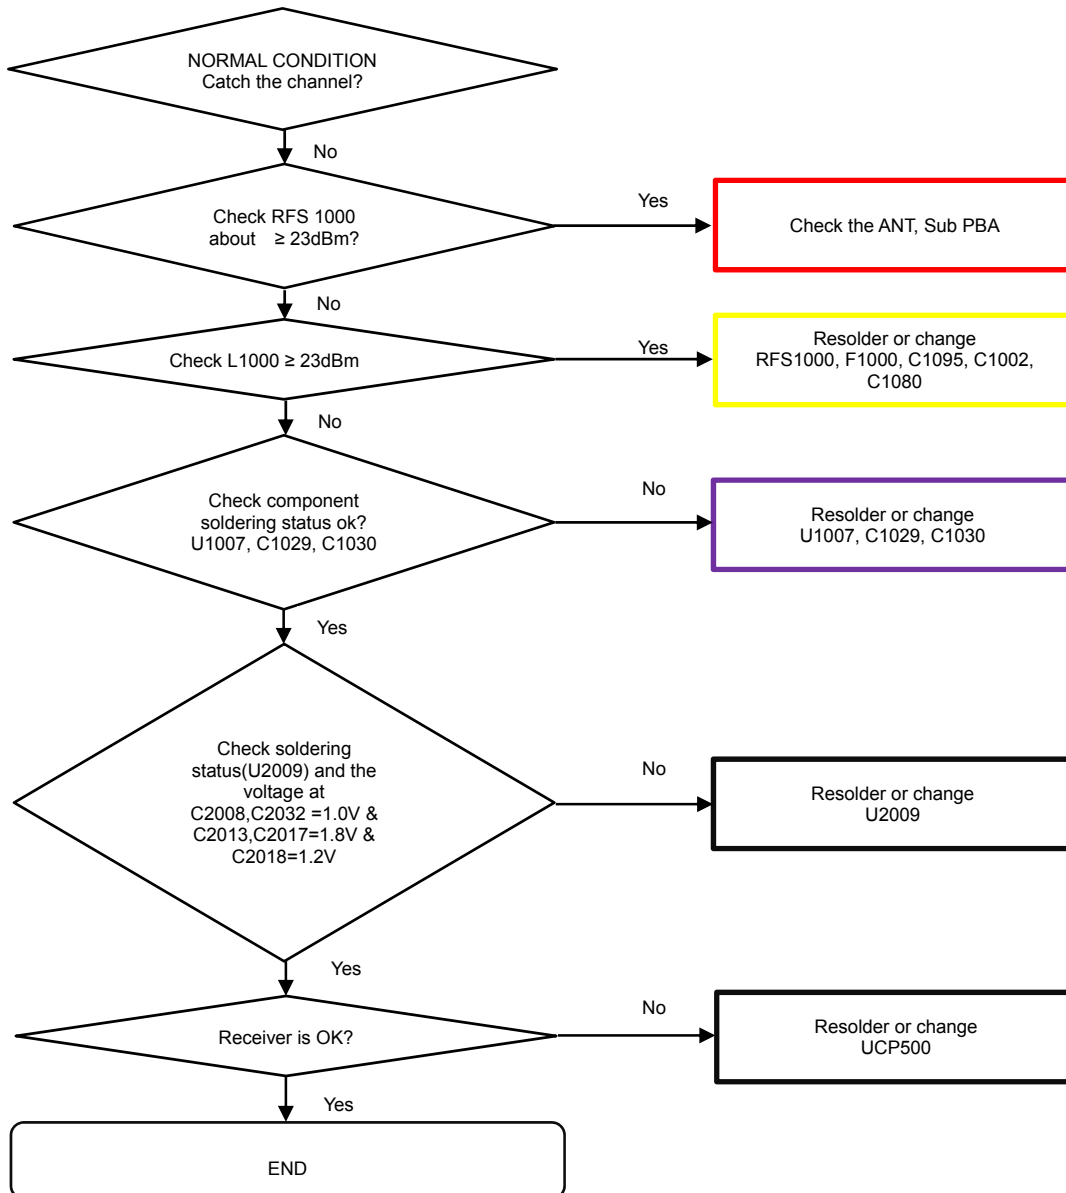 NORMAL CONDITION
Catch the channel?
No
Check RFS 1000
about ≥ 23dBm?
Yes
Check the ANT, Sub PBA
No
Check L1000 ≥ 23dBm
Yes
Resolder or change
RFS1000, F1000, C1095, C1002,
C1080
No
Check component
soldering status ok?
U1007, C1029, C1030
No
Resolder or change
U1007, C1029, C1030
Yes
Check soldering
status(U2009) and the
voltage at
C2008,C2032 =1.0V &
C2013,C2017=1.8V &
C2018=1.2V
No
Resolder or change
U2009
Yes
Receiver is OK?
No
Resolder or change
UCP500
Yes
END